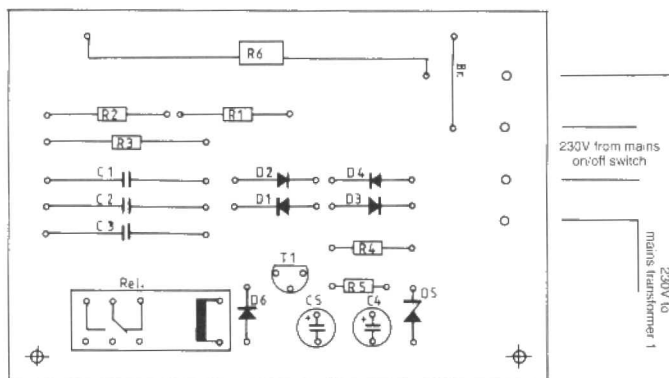 R6
Br.
R2
R1
R3
C1
D2
D4
230V from mains
on/off switch
C2
D1
D3
C3
R4
T1
Rel.
D6
C5
R5
C4
D5
230V to
mains transformer 1